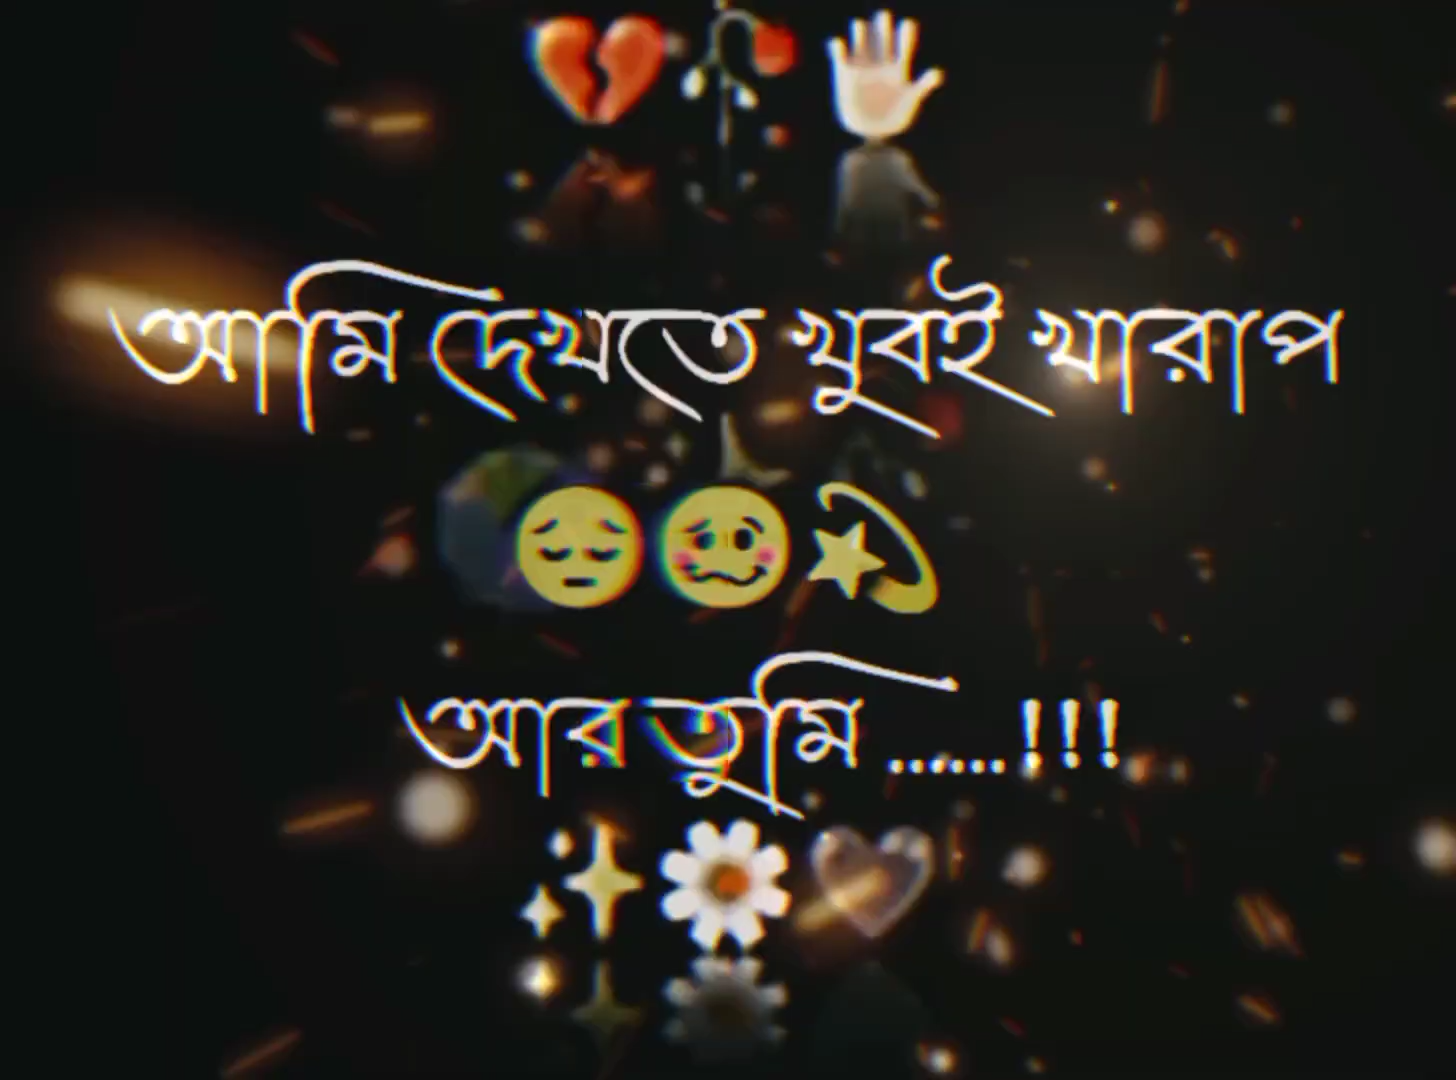 আমি দেখতে খুবই খারাপ
আর তুমি ......!!!